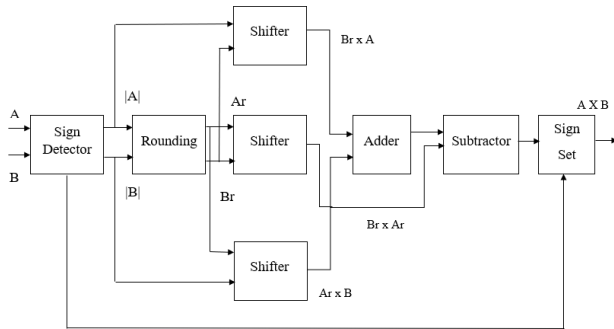 Shifter
Br x A
A X B
|A|
Ar
A
Sign
Detector
Rounding
Shifter
Adder
Subtractor
Sign
Set
B
|B|
Br
Br x Ar
Shifter
Ar x B